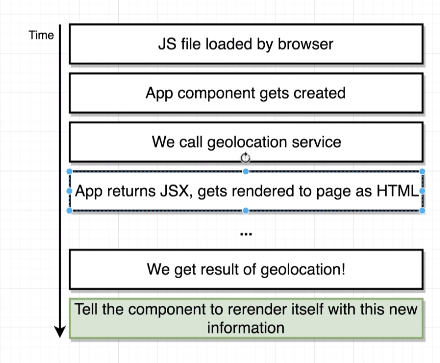 Time
JS file loaded by browser
App component gets created
We call geolocation service
App returns JSX, gets rendered to page as HTML
...
We get result of geolocation!
Tell the component to rerender itself with this new
information